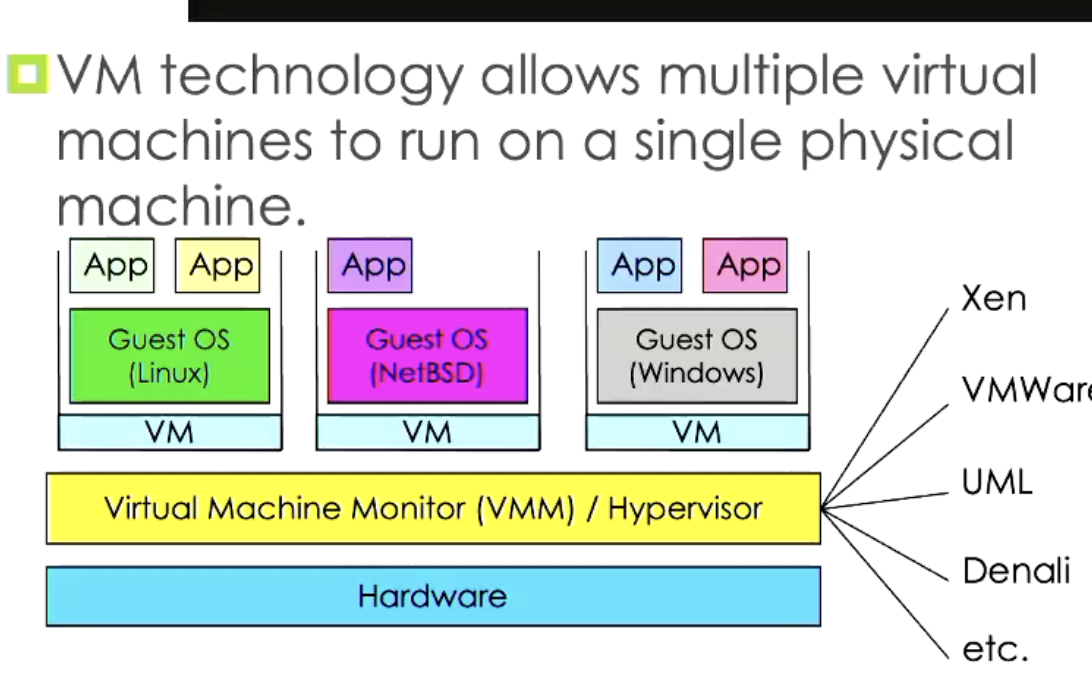 VM technology allows multiple virtual
machines to run on a single physical
machine.
App App App App App
Guest OS
(Linux)
Guest OS
(NetBSD)
Guest OS
(Windows)
VM VM VM
Virtual Machine Monitor (VMM) / Hypervisor
Hardware
Xen
VMWare
UML
Denali
etc.